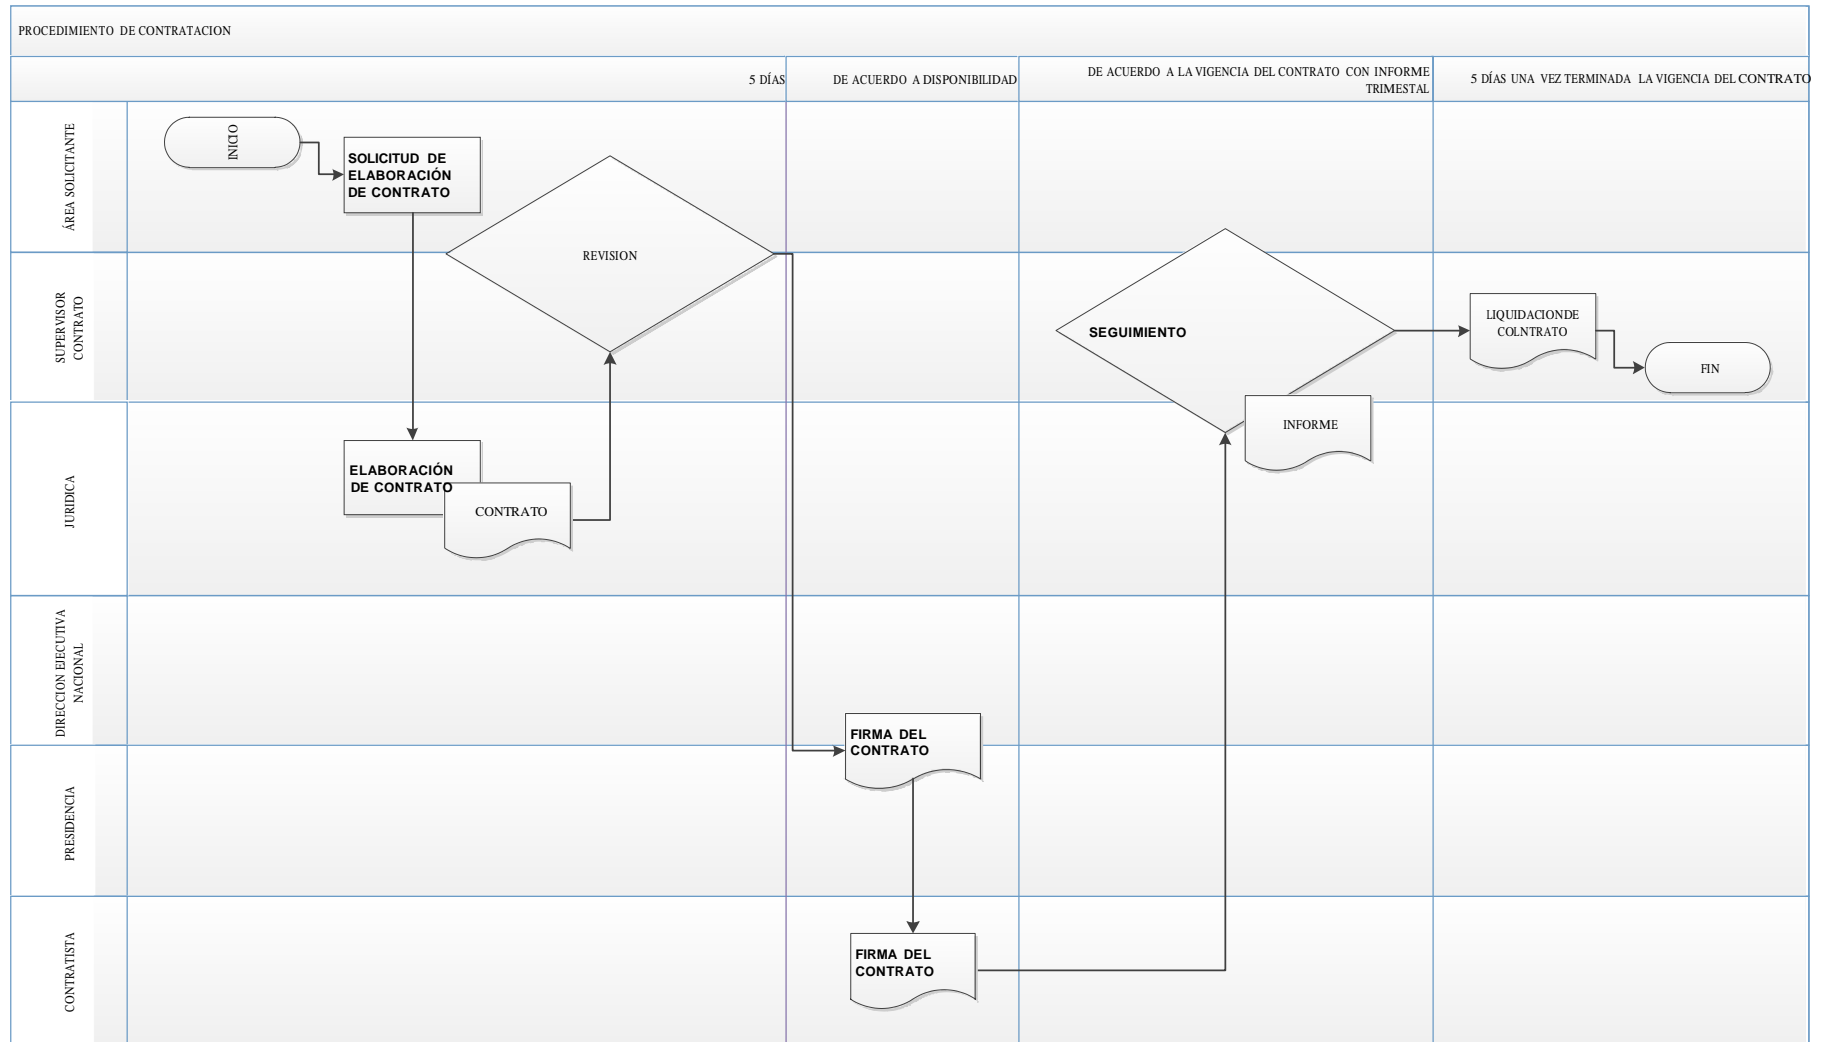 PROCEDIMIENTO DE CONTRATACION
5 DÍAS
DE ACUERDO A DISPONIBILIDAD
DE ACUERDO A LA VIGENCIA DEL CONTRATO CON INFORME
TRIMESTAL
5 DÍAS UNA VEZ TERMINADA LA VIGENCIA DEL CONTRATO
ÁREA SOLICITANTE
INICIO
SOLICITUD DE
ELABORACIÓN
DE CONTRATO
REVISION
SUPERVISOR
CONTRATO
SEGUIMIENTO
LIQUIDACIONDE
COLNTRATO
FIN
JURIDICA
ELABORACIÓN
DE CONTRATO
CONTRATO
INFORME
DIRECCION EJECUTIVA
NACIONAL
FIRMA DEL
CONTRATO
PRESIDENCIA
CONTRATISTA
FIRMA DEL
CONTRATO